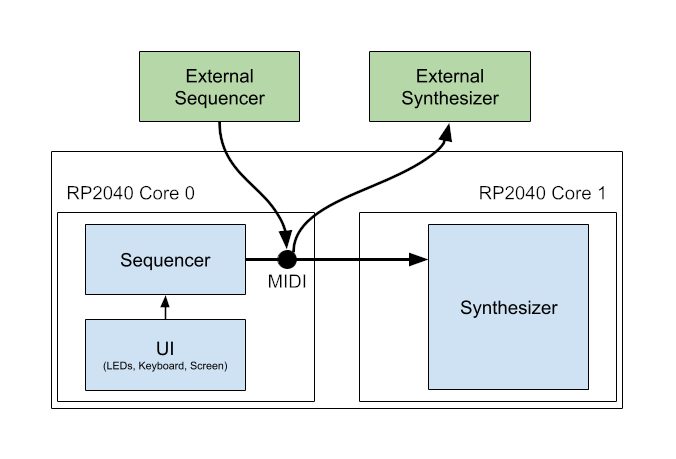 External
Sequencer
External
Synthesizer
RP2040 Core 0
RP2040 Core 1
Sequencer
MIDI
Synthesizer
UI
(LEDs, Keyboard, Screen)